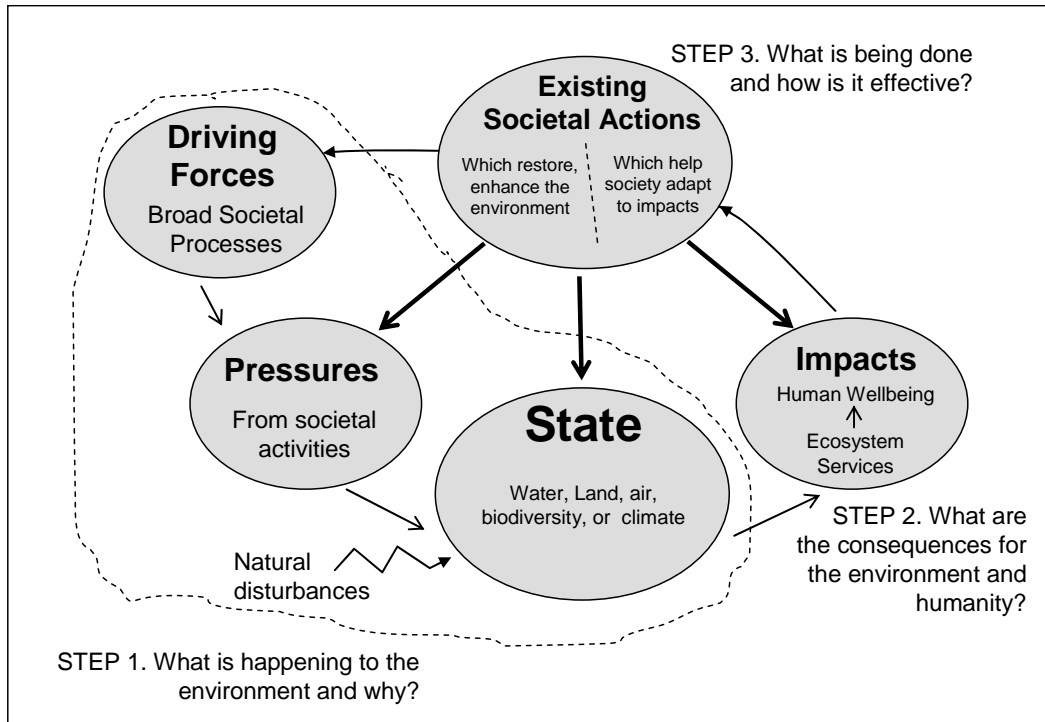 STEP 3. What is being done
and how is it effective?
Existing
Societal Actions
Which restore,
enhance the
environment
Which help
society adapt
to impacts
Driving
Forces
Broad Societal
Processes
Pressures
From societal
activities
State
Water, Land, air,
biodiversity, or climate
Impacts
Human Wellbeing
Ecosystem
Services
Natural
disturbances
STEP 2. What are
the consequences for
the environment and
humanity?
STEP 1. What is happening to the
environment and why?